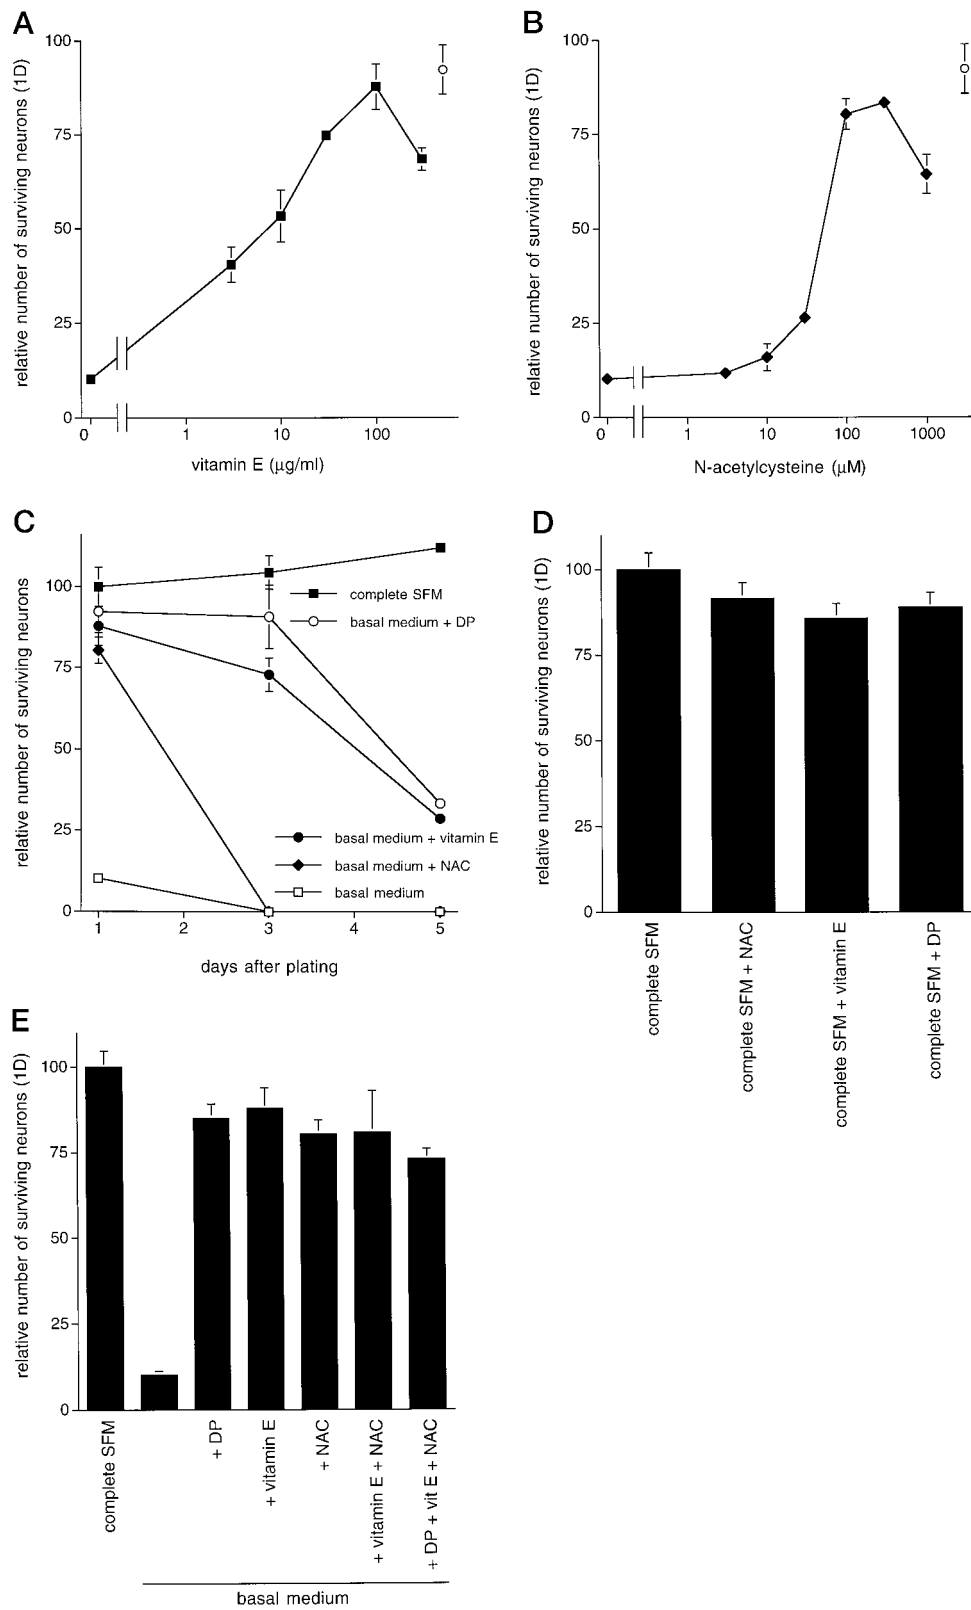 A
relative number of surviving neurons (1D)
100
75
50
25
0
0 1 10 100
vitamin E (μg/ml)
B
relative number of surviving neurons (1D)
100
75
50
25
0
0 1 10 100 1000
N-acetylcysteine (μM)
C
relative number of surviving neurons
100
75
50
25
0
complete SFM
basal medium + DP
basal medium + vitamin E
basal medium + NAC
basal medium
1 2 3 4 5
days after plating
D
relative number of surviving neurons (1D)
100
75
50
25
0
complete SFM
complete SFM + NAC
complete SFM + vitamin E
complete SFM + DP
E
relative number of surviving neurons (1D)
100
75
50
25
0
complete SFM
+ DP
+ vitamin E
+ NAC
+ vitamin E + NAC
+ DP + vit E + NAC
basal medium